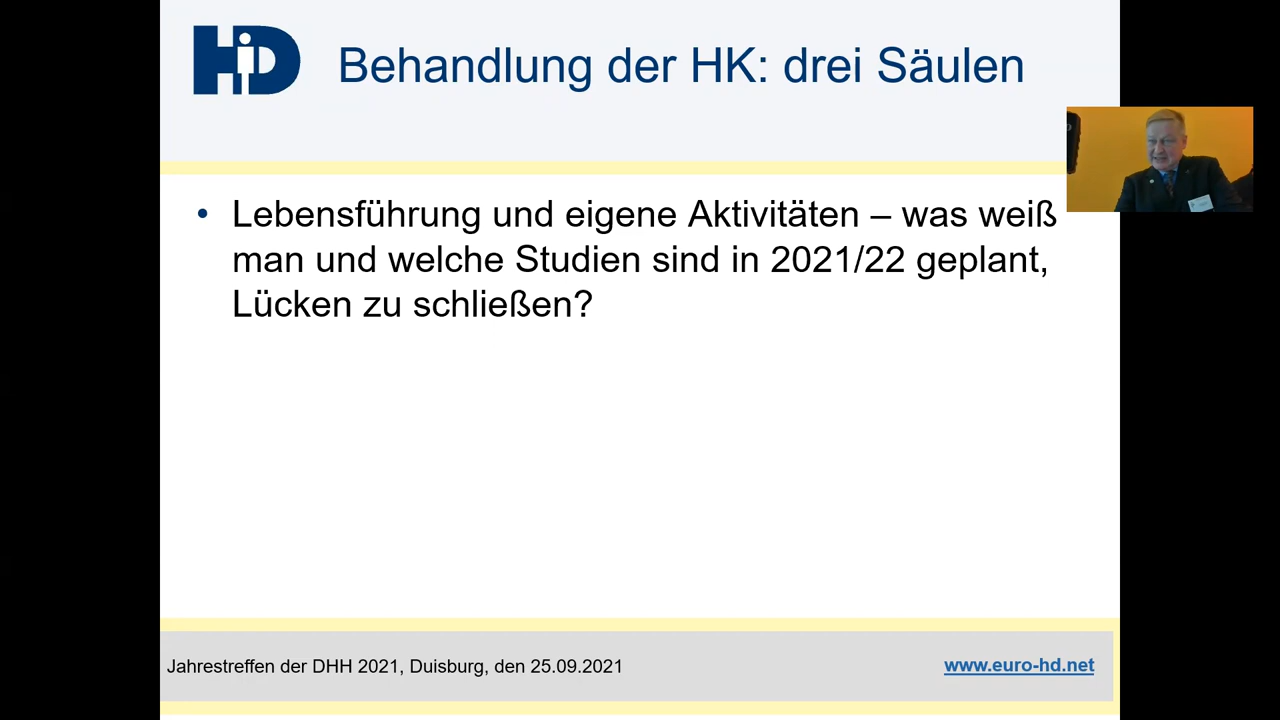 HD Behandlung der HK: drei Säulen
• Lebensführung und eigene Aktivitäten – was weiß
man und welche Studien sind in 2021/22 geplant,
Lücken zu schließen?
Jahrestreffen der DHH 2021, Duisburg, den 25.09.2021 www.euro-hd.net